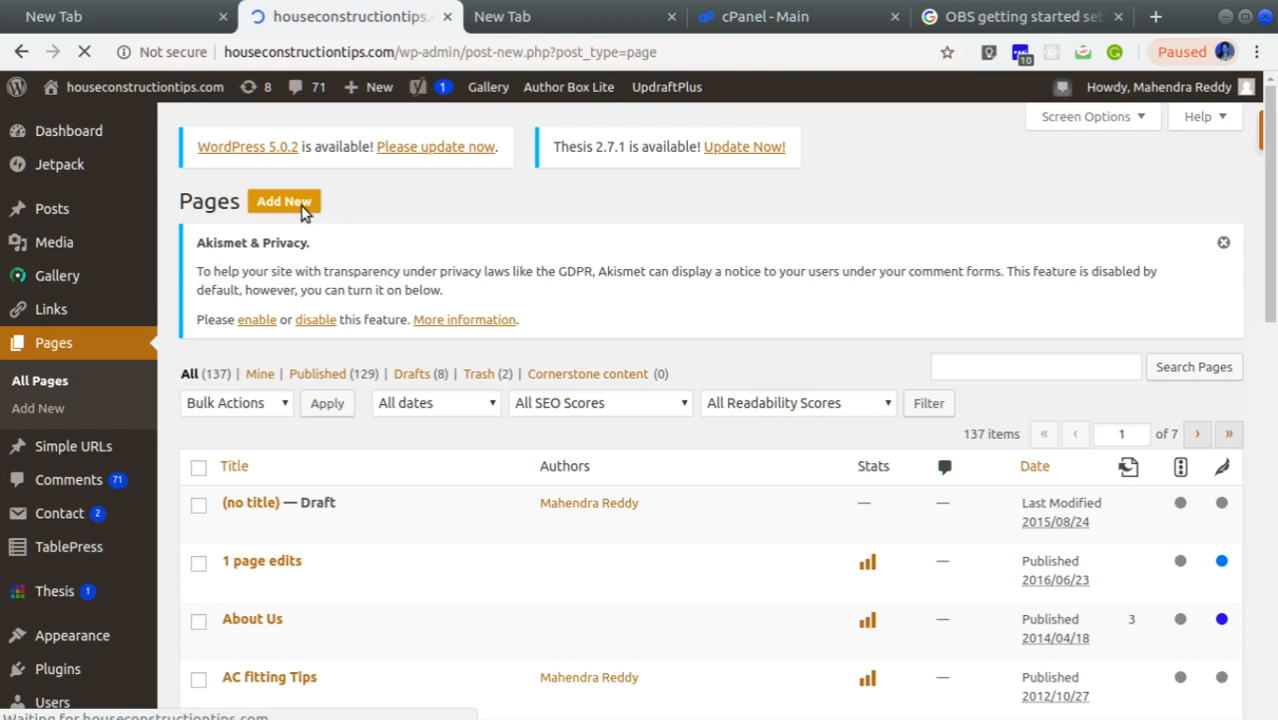 New Tab
houseconstructiontips.
New Tab
cPanel - Main
OBS getting started set
Not secure
houseconstructiontips.com/wp-admin/post-new.php?post_type=page
10
Paused
houseconstructiontips.com
8
71
New
1
Gallery
Author Box Lite
UpdraftPlus
Howdy, Mahendra Reddy
Screen Options
Help
WordPress 5.0.2 is available! Please update now.
Thesis 2.7.1 is available! Update Now!
Dashboard
Jetpack
Posts
Media
Gallery
Links
Pages
All Pages
Add New
Simple URLs
Comments 71
Contact 2
TablePress
Thesis 1
Appearance
Plugins
Users
Pages
Add New
Akismet & Privacy.
To help your site with transparency under privacy laws like the GDPR, Akismet can display a notice to your users under your comment forms. This feature is disabled by
default, however, you can turn it on below.
Please enable or disable this feature. More information.
All (137) | Mine | Published (129) | Drafts (8) | Trash (2) | Cornerstone content (0)
Search Pages
Bulk Actions
Apply
All dates
All SEO Scores
All Readability Scores
Filter
137 items « ‹ 1 of 7 › »
Title Authors Stats Date
(no title) — Draft Mahendra Reddy — — Last Modified
2015/08/24
1 page edits — Published
2016/06/23
About Us — Published 3
2014/04/18
AC fitting Tips Mahendra Reddy — Published
2012/10/27
Waiting for houseconstructiontips.com